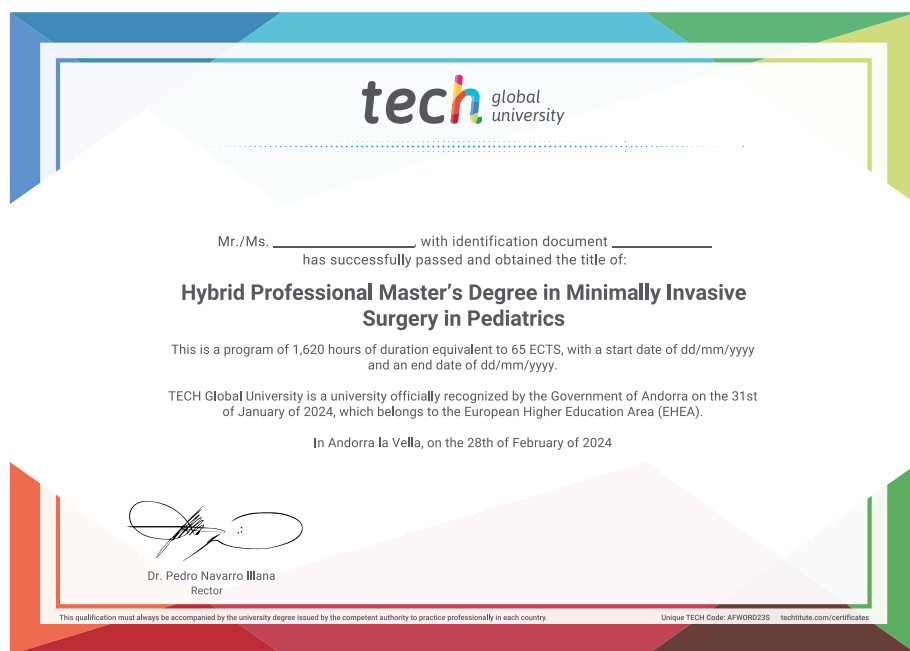 tech global
university
Mr./Ms. ____________, with identification document ____________
has successfully passed and obtained the title of:
Hybrid Professional Master's Degree in Minimally Invasive
Surgery in Pediatrics
This is a program of 1,620 hours of duration equivalent to 65 ECTS, with a start date of dd/mm/yyyy
and an end date of dd/mm/yyyy.
TECH Global University is a university officially recognized by the Government of Andorra on the 31st
of January of 2024, which belongs to the European Higher Education Area (EHEA).
In Andorra la Vella, on the 28th of February of 2024
Dr. Pedro Navarro Illana
Rector
This qualification must always be accompanied by the university degree issued by the competent authority to practice professionally in each country.
Unique TECH Code: AFWORD23S techtitute.com/certificates